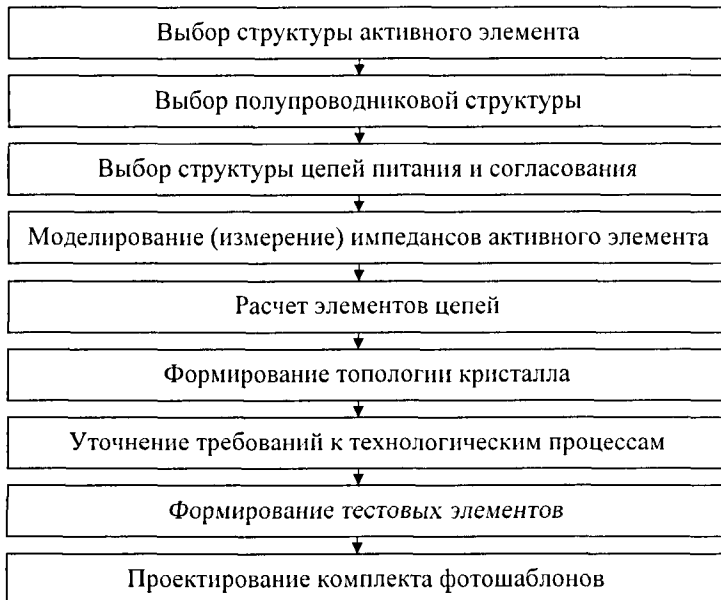 Выбор структуры активного элемента
Выбор полупроводниковой структуры
Выбор структуры цепей питания и согласования
Моделирование (измерение) импедансов активного элемента
Расчет элементов цепей
Формирование топологии кристалла
Уточнение требований к технологическим процессам
Формирование тестовых элементов
Проектирование комплекта фотошаблонов